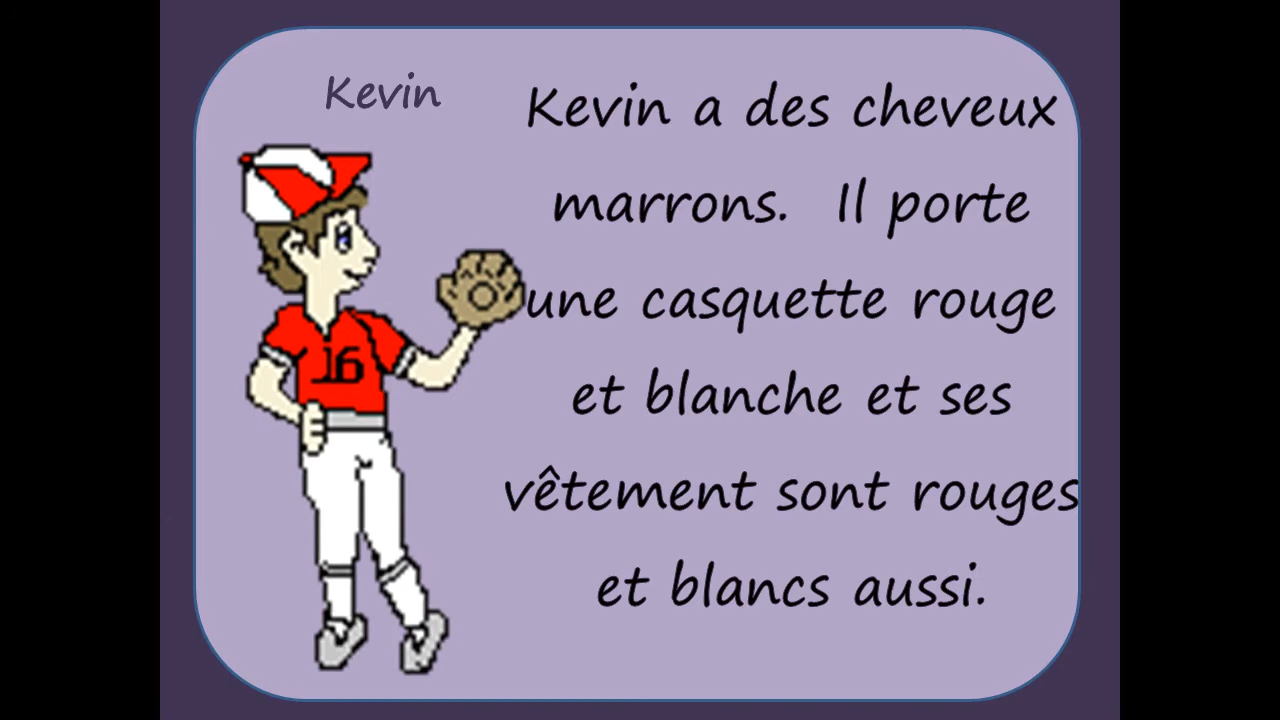 Kevin
Kevin a des cheveux
marrons. Il porte
une casquette rouge
et blanche et ses
vêtement sont rouges
et blancs aussi.
16